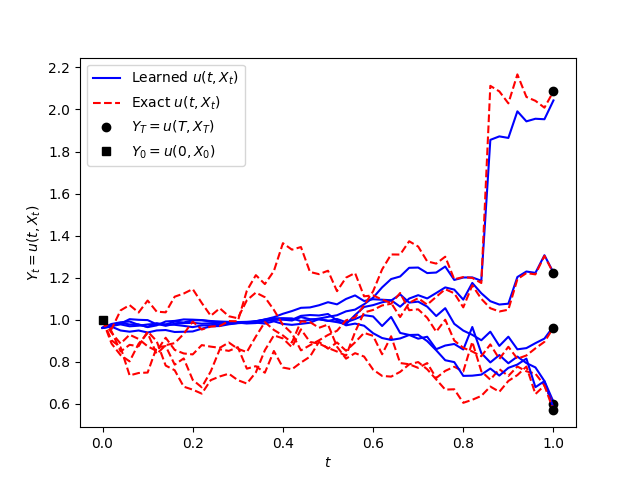 2.2
2.0
1.8
1.6
1.4
1.2
1.0
0.8
0.6
Y_t = u(t, X_t)
Learned u(t, X_t)
Exact u(t, X_t)
Y_T = u(T, X_T)
Y_0 = u(0, X_0)
0.0 0.2 0.4 0.6 0.8 1.0
t